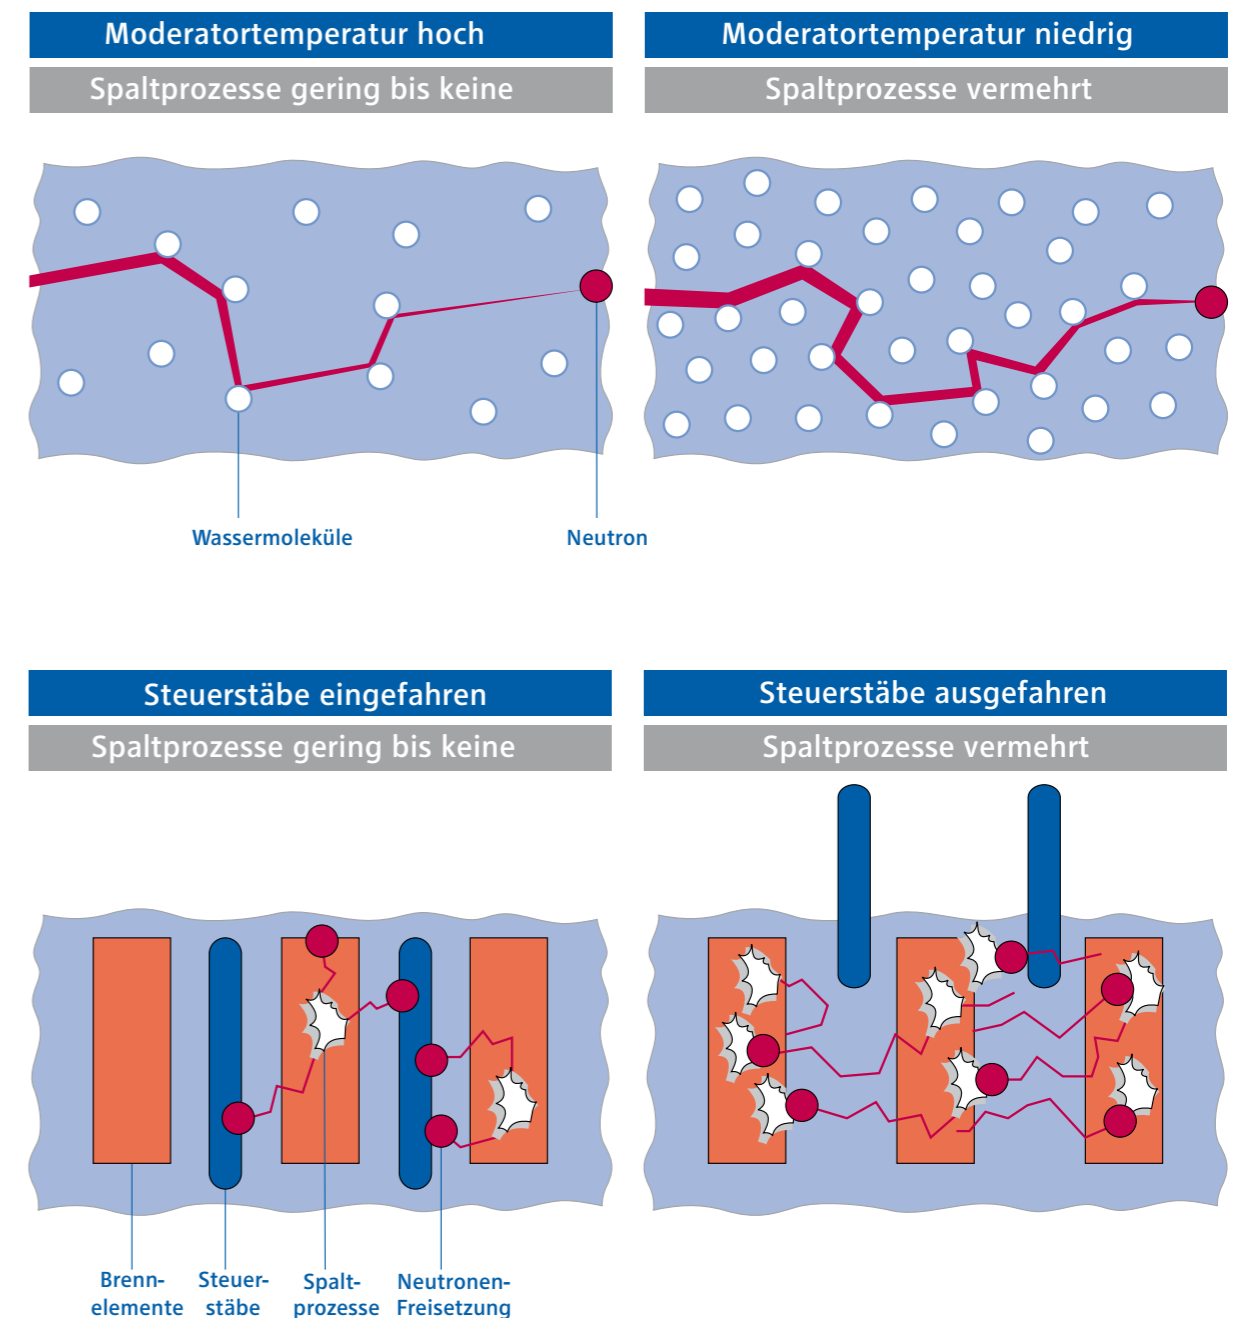 Moderatortemperatur hoch
Spaltprozesse gering bis keine
Moderatortemperatur niedrig
Spaltprozesse vermehrt
Wassermoleküle
Neutron
Steuerstäbe eingefahren
Spaltprozesse gering bis keine
Steuerstäbe ausgefahren
Spaltprozesse vermehrt
Brenn-
elemente
Steuer-
stäbe
Spalt-
prozesse
Neutronen-
Freisetzung